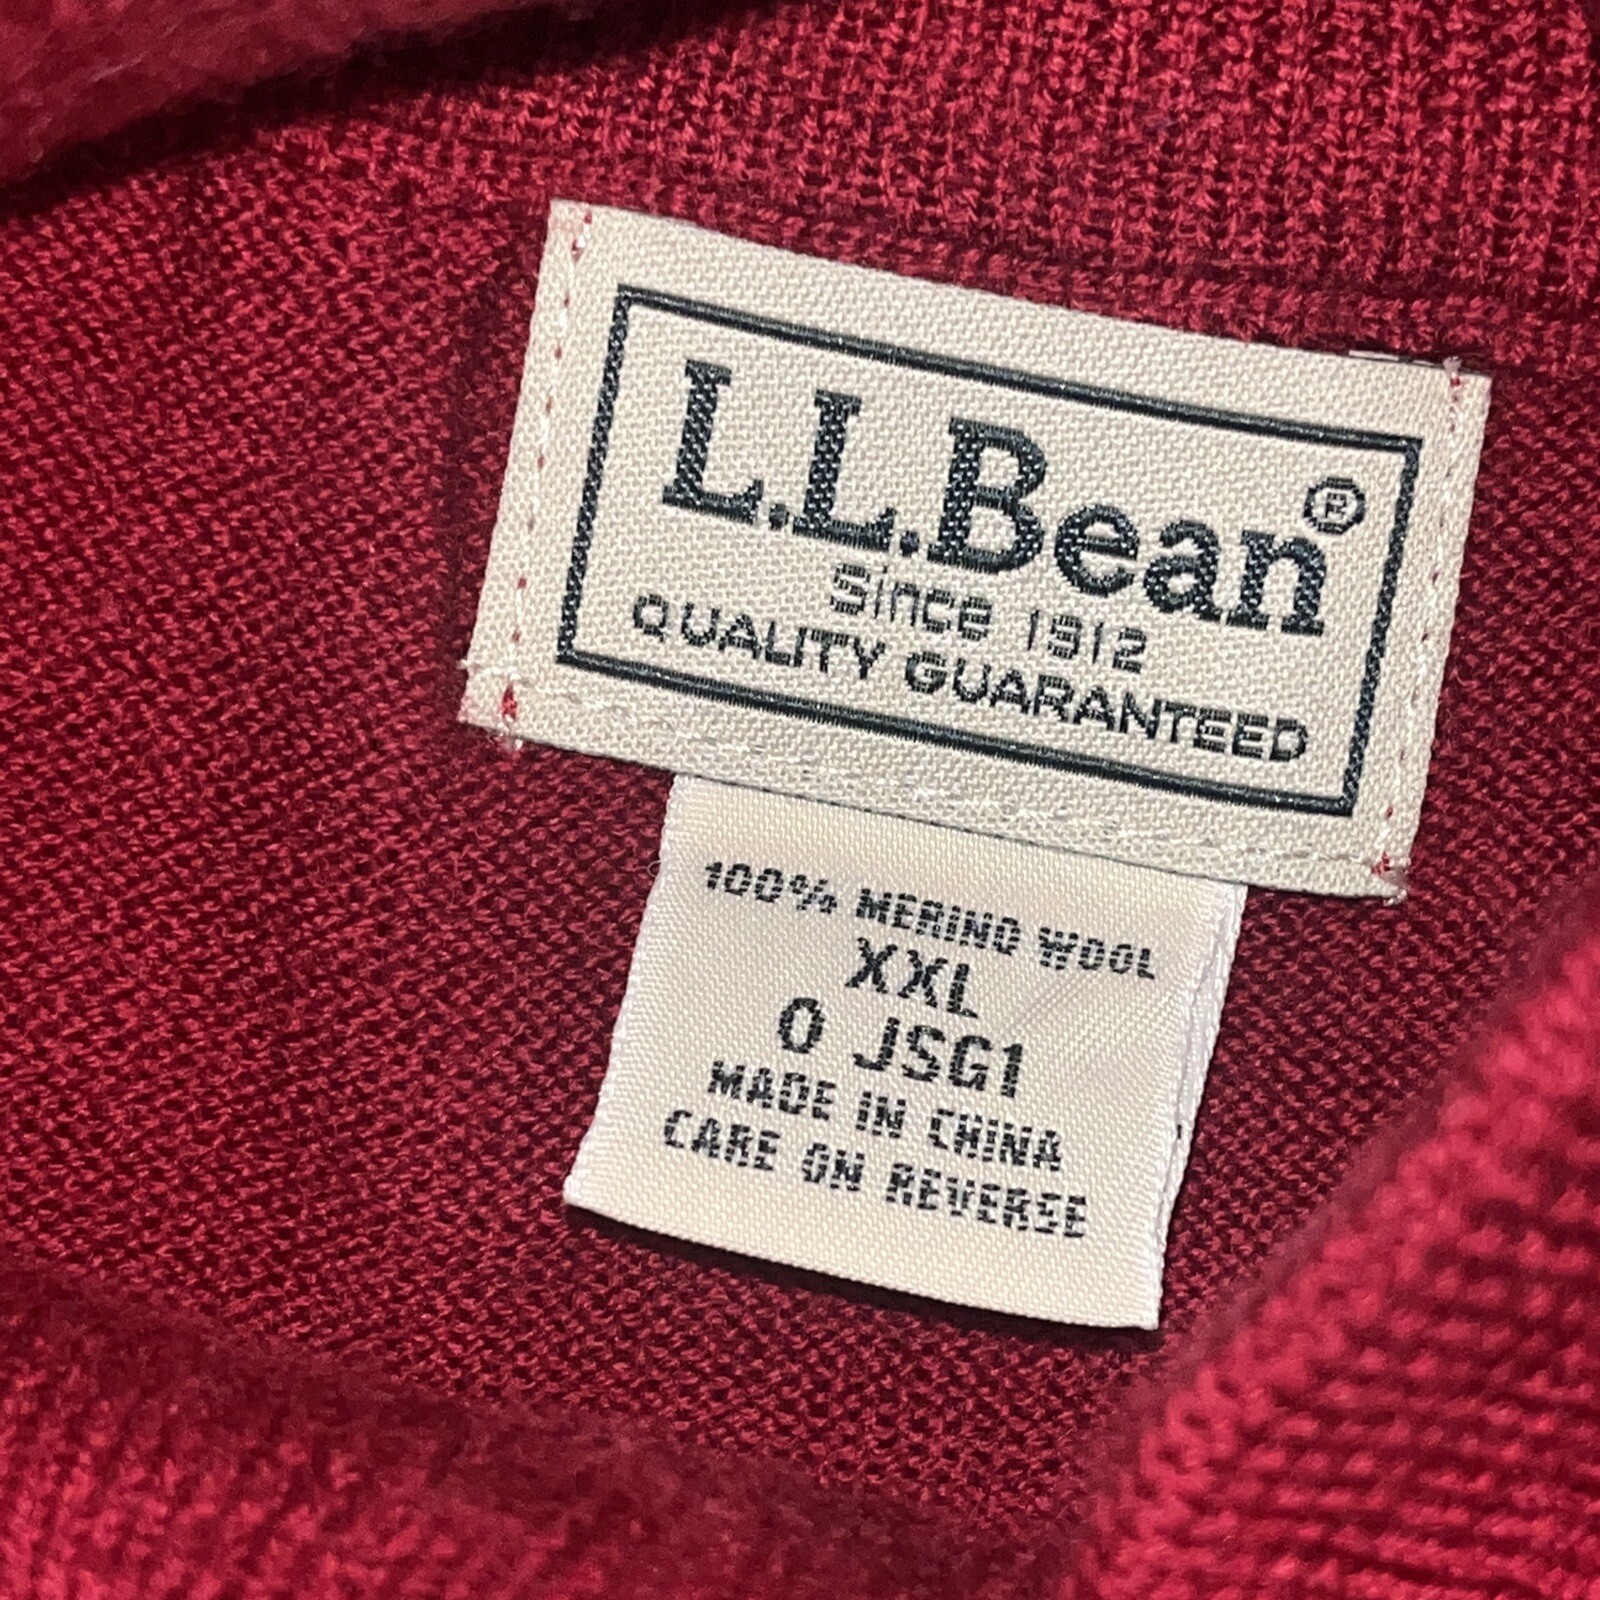 L.L.Bean®
Since 1912
QUALITY GUARANTEED
100% MERINO WOOL
XXL
0 JSG1
MADE IN CHINA
CARE ON REVERSE